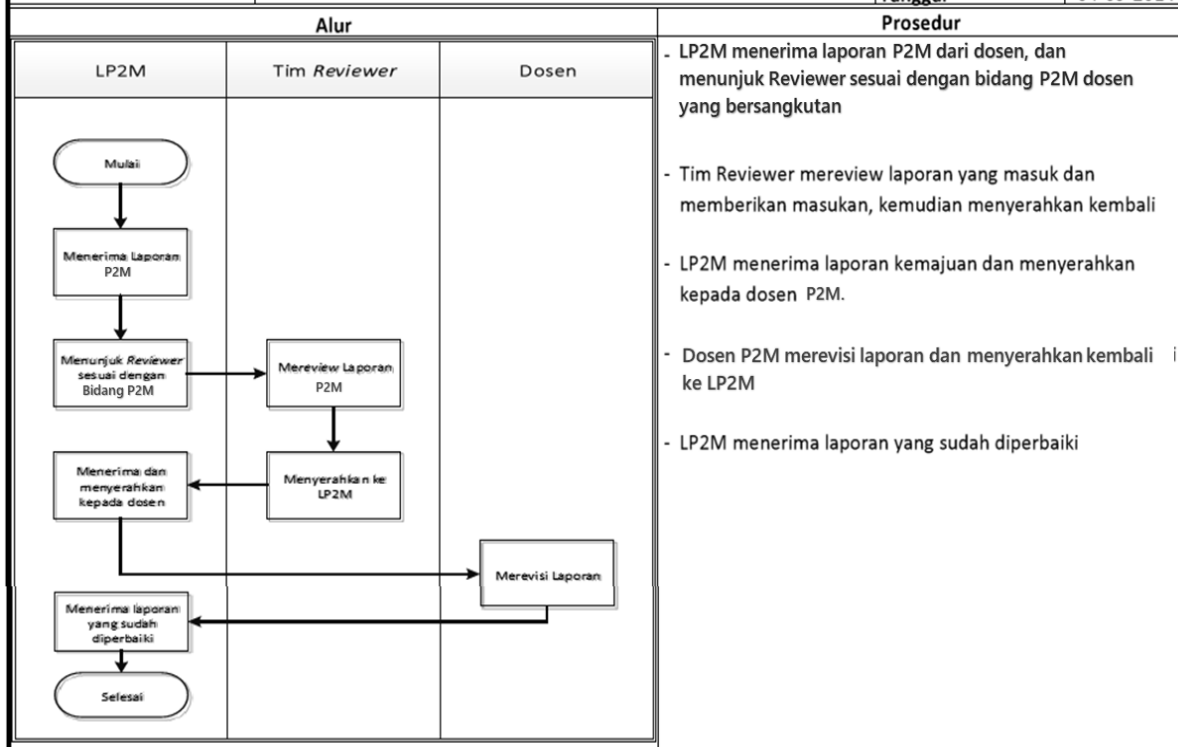 Alur
Prosedur
LP2M
Tim Reviewer
Dosen
Mulai
Menerima Laporan
P2M
Menunjuk Reviewer
sesuai dengan
Bidang P2M
Mereview Laporan
P2M
Menerima dan
menyerahkan
kepada dosen
Menyerahkan ke
LP2M
Merevisi Laporan
Menerima laporan
yang sudah
diperbaiki
Selesai
- LP2M menerima laporan P2M dari dosen, dan
menunjuk Reviewer sesuai dengan bidang P2M dosen
yang bersangkutan
- Tim Reviewer mereview laporan yang masuk dan
memberikan masukan, kemudian menyerahkan kembali
- LP2M menerima laporan kemajuan dan menyerahkan
kepada dosen P2M.
- Dosen P2M merevisi laporan dan menyerahkan kembali
ke LP2M
- LP2M menerima laporan yang sudah diperbaiki